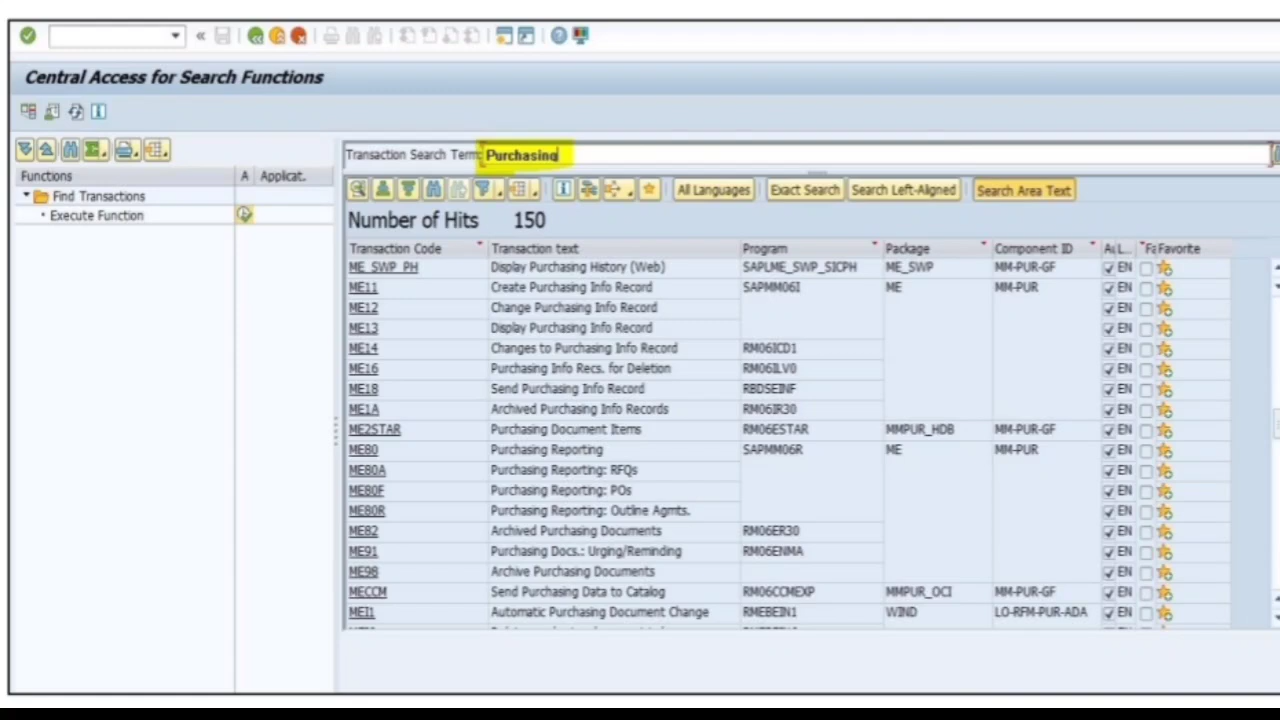 Central Access for Search Functions
Transaction Search Term: Purchasing
Functions A Applicat.
Find Transactions
Execute Function
All Languages Exact Search Search Left-Aligned Search Area Text
Number of Hits 150
Transaction Code Transaction text Program Package Component ID Au L... Fa Favorite
ME_SWP_PH Display Purchasing History (Web) SAPLME_SWP_SICPH ME_SWP MM-PUR-GF EN
ME11 Create Purchasing Info Record SAPMM06I ME MM-PUR EN
ME12 Change Purchasing Info Record EN
ME13 Display Purchasing Info Record EN
ME14 Changes to Purchasing Info Record RM06ICD1 EN
ME16 Purchasing Info Recs. for Deletion RM06ILV0 EN
ME18 Send Purchasing Info Record RBDSEINF EN
ME1A Archived Purchasing Info Records RM06IR30 EN
ME2STAR Purchasing Document Items RM06ESTAR MMPUR_HDB MM-PUR-GF EN
ME80 Purchasing Reporting SAPMM06R ME MM-PUR EN
ME80A Purchasing Reporting: RFQs EN
ME80F Purchasing Reporting: POs EN
ME80R Purchasing Reporting: Outline Agmts. EN
ME82 Archived Purchasing Documents RM06ER30 EN
ME91 Purchasing Docs.: Urging/Reminding RM06ENMA EN
ME98 Archive Purchasing Documents EN
MECCM Send Purchasing Data to Catalog RM06CCMEXP MMPUR_OCI MM-PUR-GF EN
MEI1 Automatic Purchasing Document Change RMEBEIN1 WIND LO-RFM-PUR-ADA EN